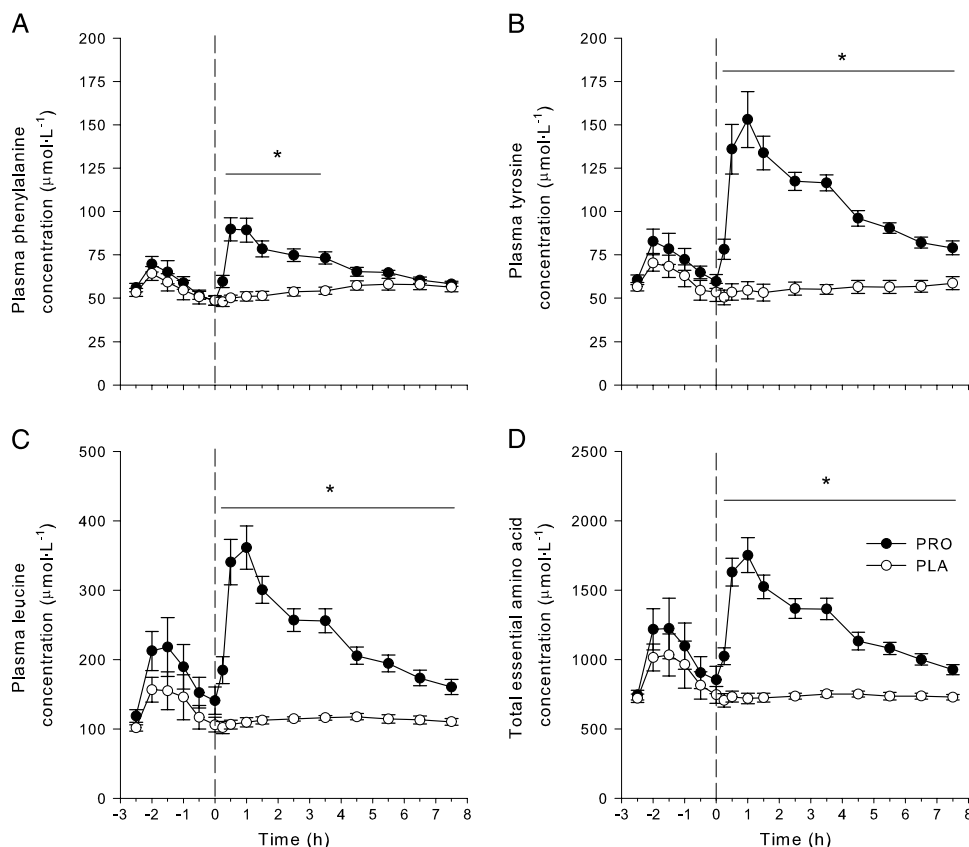 A
Plasma phenylalanine
concentration (μmol·L⁻¹)
200
175
150
125
100
75
50
25
0
*
B
Plasma tyrosine
concentration (μmol·L⁻¹)
200
175
150
125
100
75
50
25
0
*
C
Plasma leucine
concentration (μmol·L⁻¹)
500
400
300
200
100
0
*
-3 -2 -1 0 1 2 3 4 5 6 7 8
Time (h)
D
Total essential amino acid
concentration (μmol·L⁻¹)
2500
2000
1500
1000
500
0
*
PRO
PLA
-3 -2 -1 0 1 2 3 4 5 6 7 8
Time (h)